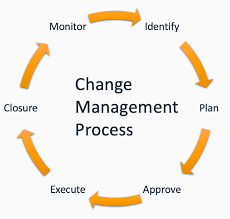 Monitor
Identify
Change
Management
Process
Closure
Plan
Execute
Approve